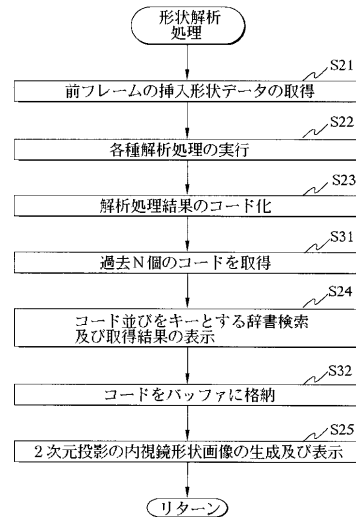 形状解析
処理
S21
前フレームの挿入形状データの取得
S22
各種解析処理の実行
S23
解析処理結果のコード化
S31
過去N個のコードを取得
S24
コード並びをキーとする辞書検索
及び取得結果の表示
S32
コードをバッファに格納
S25
2次元投影の内視鏡形状画像の生成及び表示
リターン